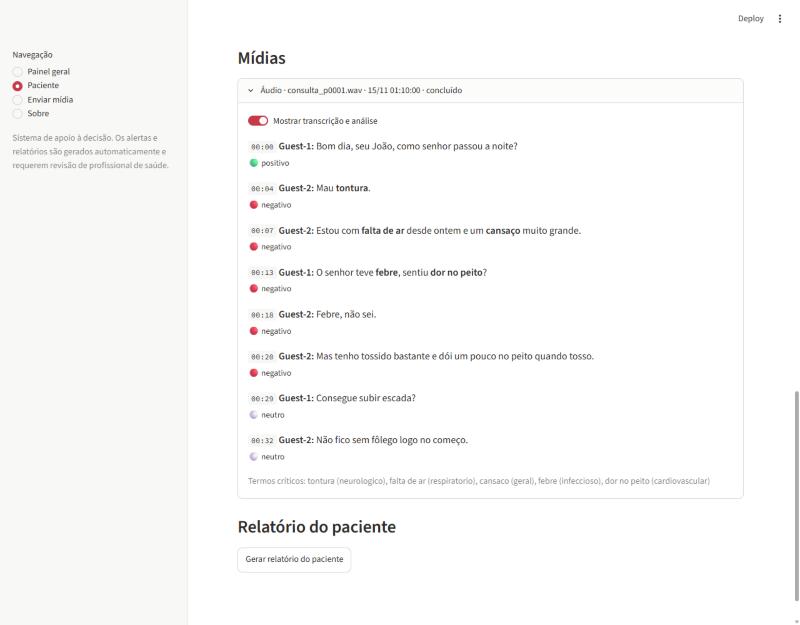 Deploy
Navegação
Painel geral
Paciente
Enviar mídia
Sobre
Sistema de apoio à decisão. Os alertas e
relatórios são gerados automaticamente e
requerem revisão de profissional de saúde.
Mídias
Áudio · consulta_p0001.wav · 15/11 01:10:00 · concluído
Mostrar transcrição e análise
00:00 Guest-1: Bom dia, seu João, como senhor passou a noite?
positivo
00:04 Guest-2: Mau tontura.
negativo
00:07 Guest-2: Estou com falta de ar desde ontem e um cansaço muito grande.
negativo
00:13 Guest-1: O senhor teve febre, sentiu dor no peito?
negativo
00:18 Guest-2: Febre, não sei.
negativo
00:20 Guest-2: Mas tenho tossido bastante e dói um pouco no peito quando tosso.
negativo
00:29 Guest-1: Consegue subir escada?
neutro
00:32 Guest-2: Não fico sem fôlego logo no começo.
neutro
Termos críticos: tontura (neurologico), falta de ar (respiratorio), cansaco (geral), febre (infeccioso), dor no peito (cardiovascular)
Relatório do paciente
Gerar relatório do paciente